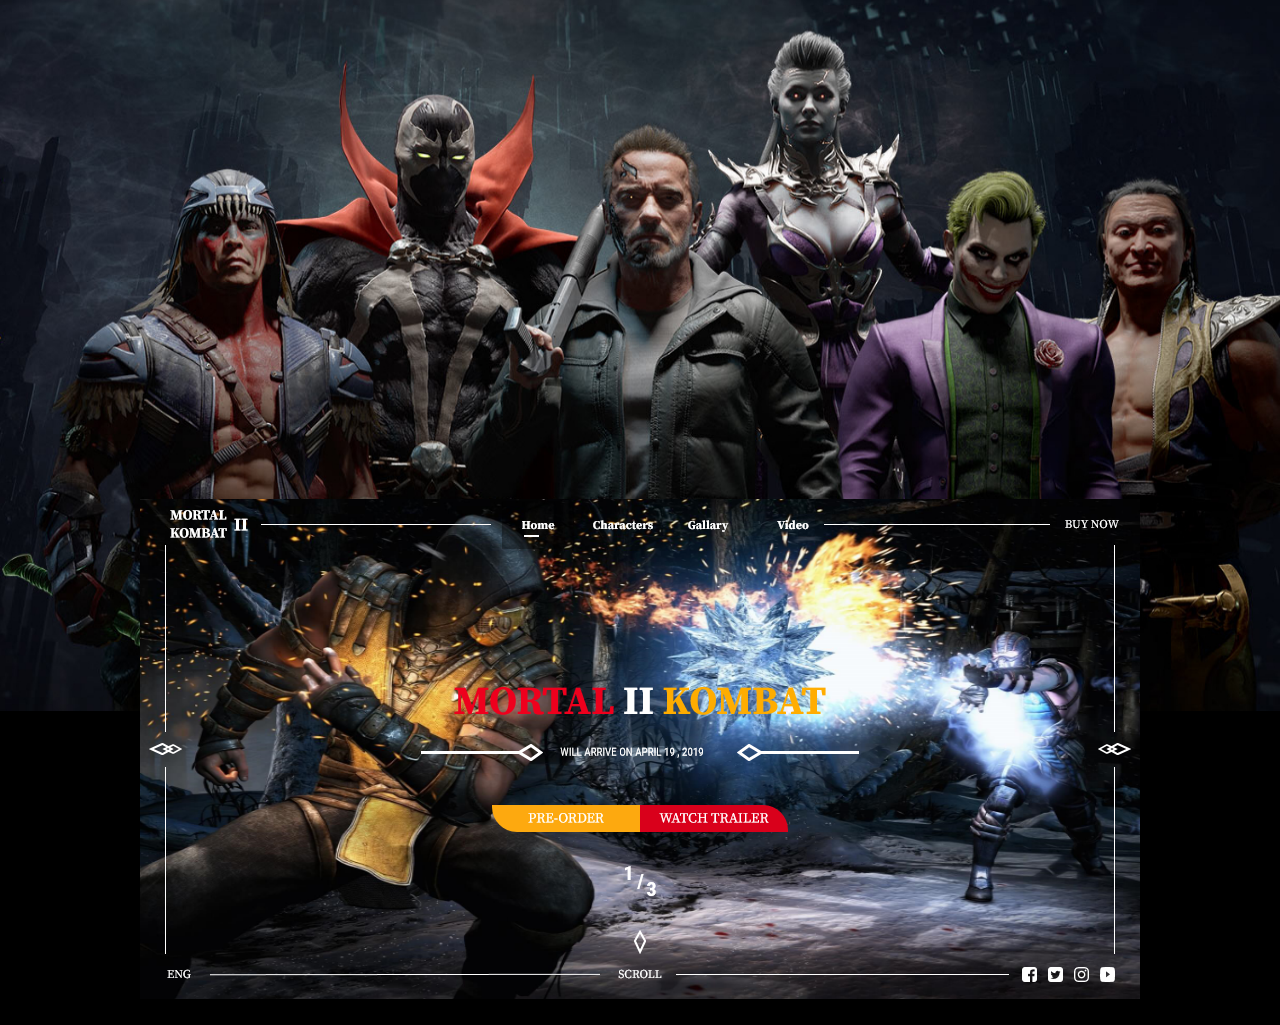 MORTAL
KOMBAT II
Home Characters Gallary Video
BUY NOW
MORTAL II KOMBAT
WILL ARRIVE ON APRIL 19 , 2019
PRE-ORDER WATCH TRAILER
1/3
ENG
SCROLL